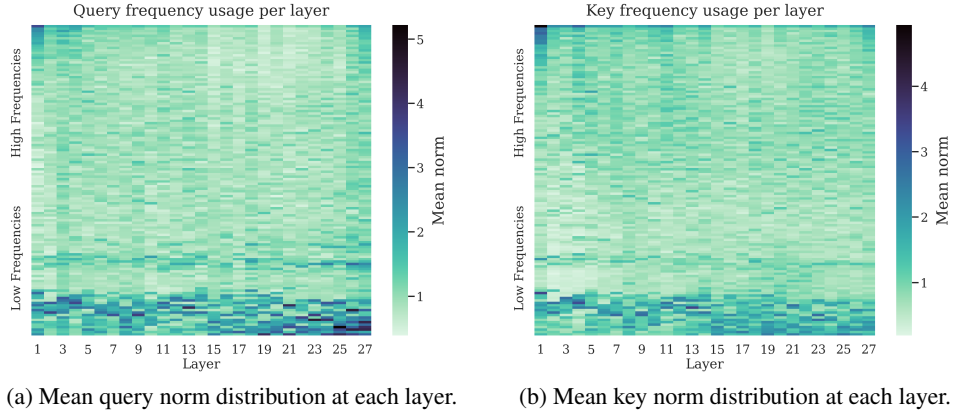 Query frequency usage per layer
High Frequencies
Low Frequencies
1 3 5 7 9 11 13 15 17 19 21 23 25 27
Layer
5
4
3
2
1
Mean norm
(a) Mean query norm distribution at each layer.
Key frequency usage per layer
High Frequencies
Low Frequencies
1 3 5 7 9 11 13 15 17 19 21 23 25 27
Layer
4
3
2
1
Mean norm
(b) Mean key norm distribution at each layer.